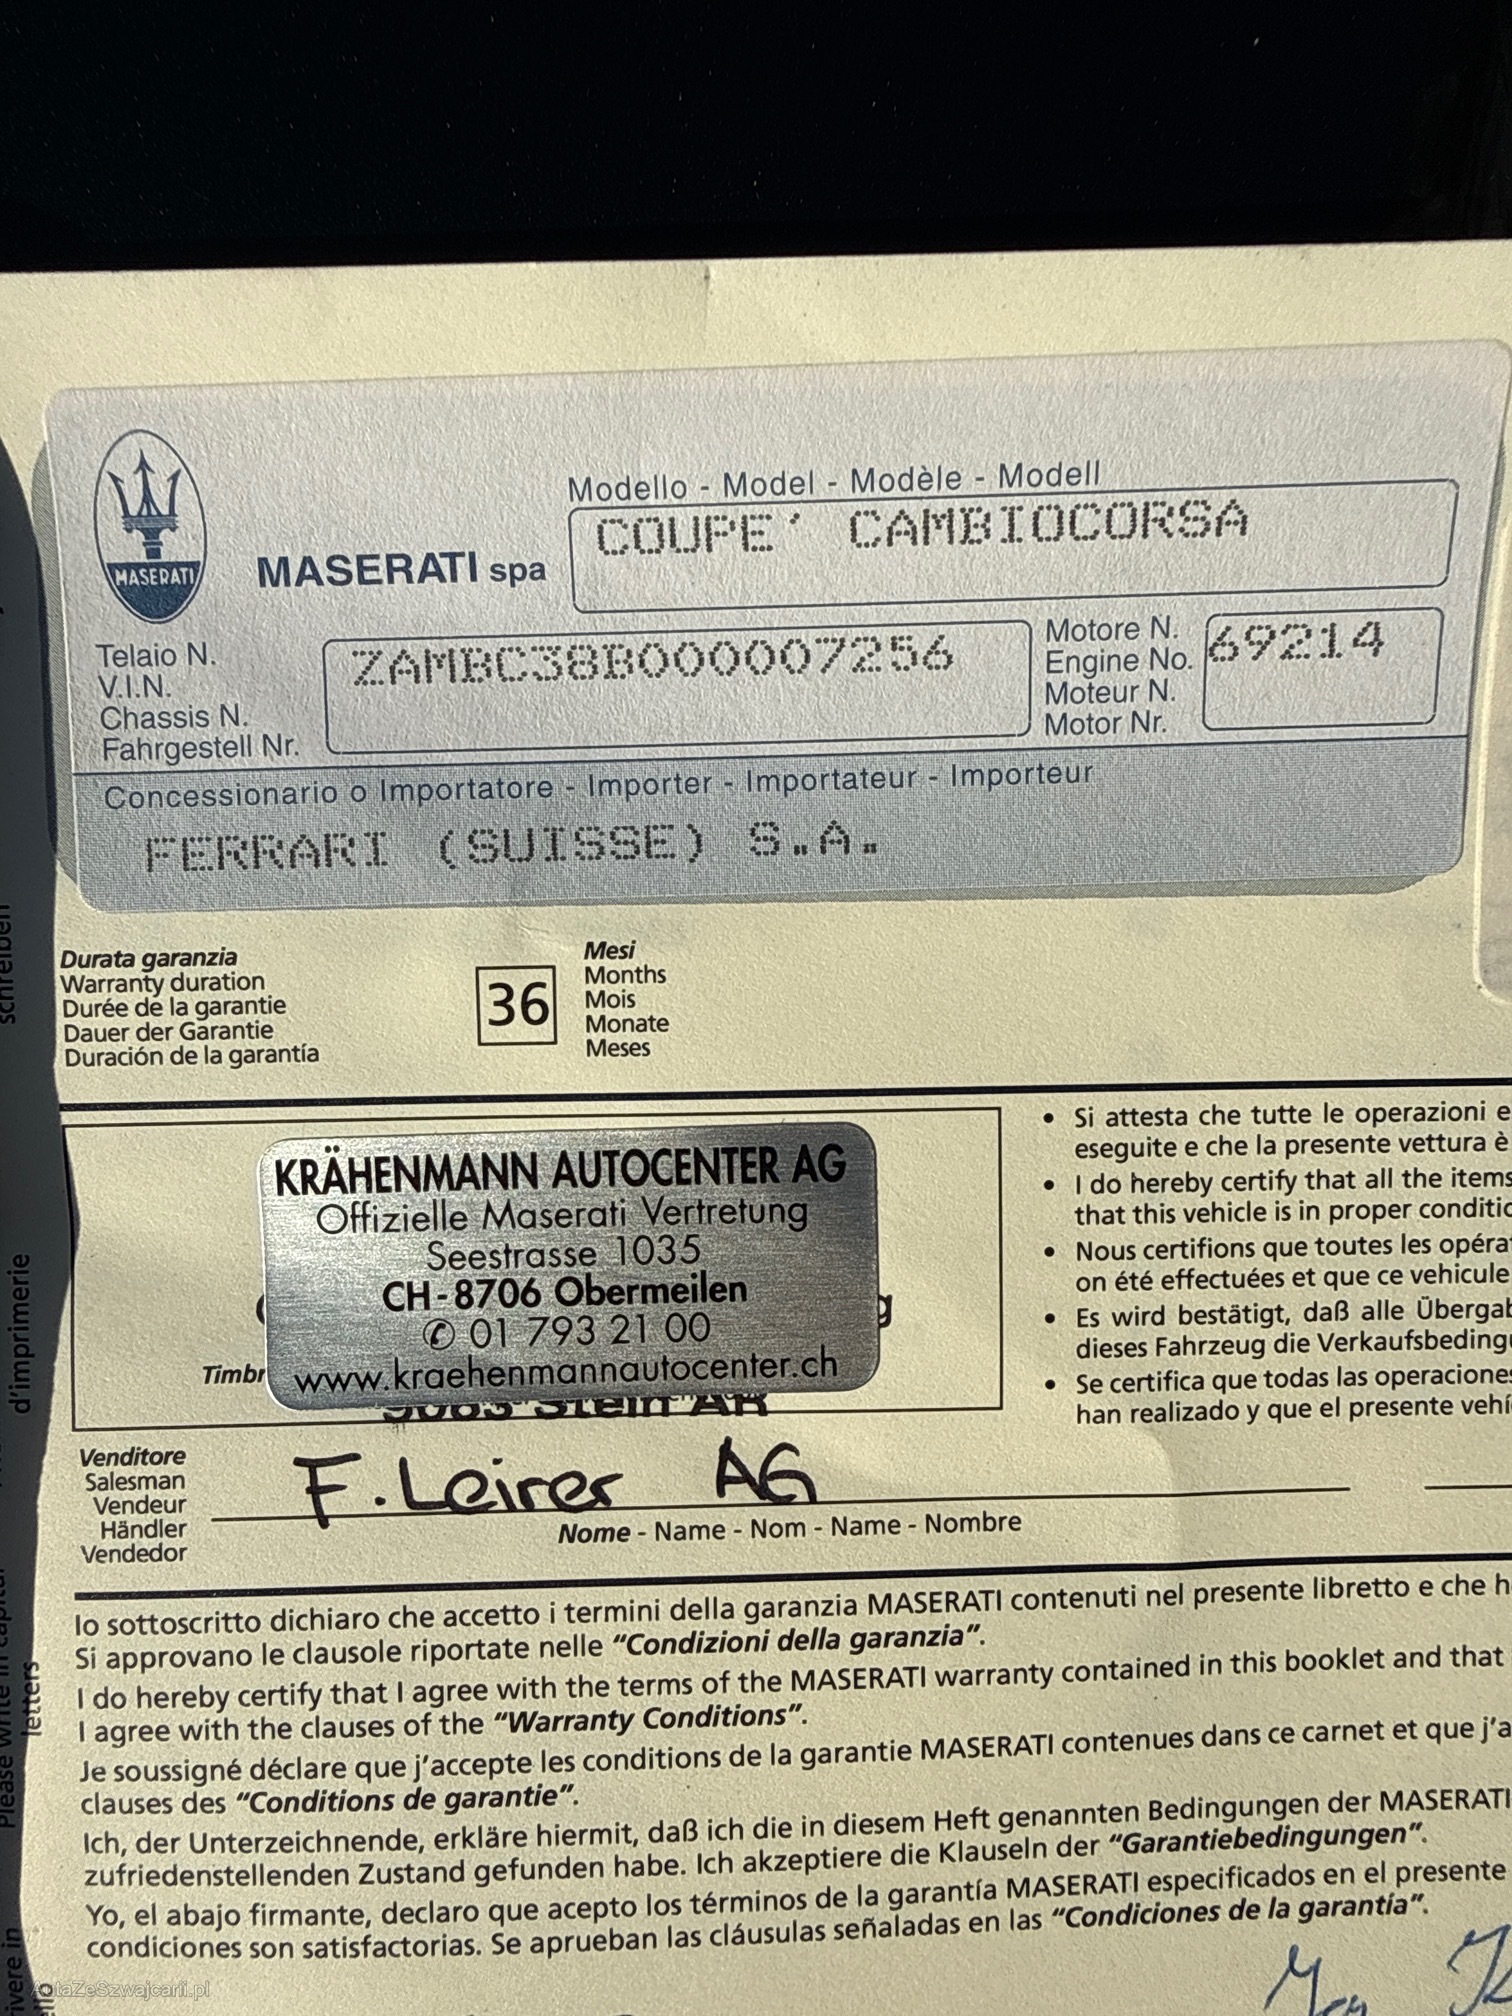 Modello - Model - Modèle - Modell
COUPE' CAMBIOCORSA
MASERATI
MASERATI spa
Telaio N.
V.I.N.
Chassis N.
Fahrgestell Nr.
ZAMBC38B000007256
Motore N.
Engine No.
Moteur N.
Motor Nr.
69214
Concessionario o Importatore - Importer - Importateur - Importeur
FERRARI (SUISSE) S.A.
Durata garanzia
Warranty duration
Durée de la garantie
Dauer der Garantie
Duración de la garantía
36
Mesi
Months
Mois
Monate
Meses
KRÄHENMANN AUTOCENTER AG
Offizielle Maserati Vertretung
Seestrasse 1035
CH-8706 Obermeilen
✆ 01 793 21 00
www.kraehenmannautocenter.ch
Timbr
9063 Stein AR
• Si attesta che tutte le operazioni e
eseguite e che la presente vettura è
• I do hereby certify that all the items
that this vehicle is in proper conditio
• Nous certifions que toutes les opéra
on été effectuées et que ce vehicule
• Es wird bestätigt, daß alle Übergab
dieses Fahrzeug die Verkaufsbeding
• Se certifica que todas las operaciones
han realizado y que el presente vehí
Venditore
Salesman
Vendeur
Händler
Vendedor
F. Leirer AG
Nome - Name - Nom - Name - Nombre
Io sottoscritto dichiaro che accetto i termini della garanzia MASERATI contenuti nel presente libretto e che h
Si approvano le clausole riportate nelle “Condizioni della garanzia”.
I do hereby certify that I agree with the terms of the MASERATI warranty contained in this booklet and that
I agree with the clauses of the “Warranty Conditions”.
Je soussigné déclare que j’accepte les conditions de la garantie MASERATI contenues dans ce carnet et que j’a
clauses des “Conditions de garantie”.
Ich, der Unterzeichnende, erkläre hiermit, daß ich die in diesem Heft genannten Bedingungen der MASERATI
zufriedenstellenden Zustand gefunden habe. Ich akzeptiere die Klauseln der “Garantiebedingungen”.
Yo, el abajo firmante, declaro que acepto los términos de la garantía MASERATI especificados en el presente
condiciones son satisfactorias. Se aprueban las cláusulas señaladas en las “Condiciones de la garantía”.
schreiben
d'imprimerie
Please write in capital
letters
AutaZeSzwajcarii.pl